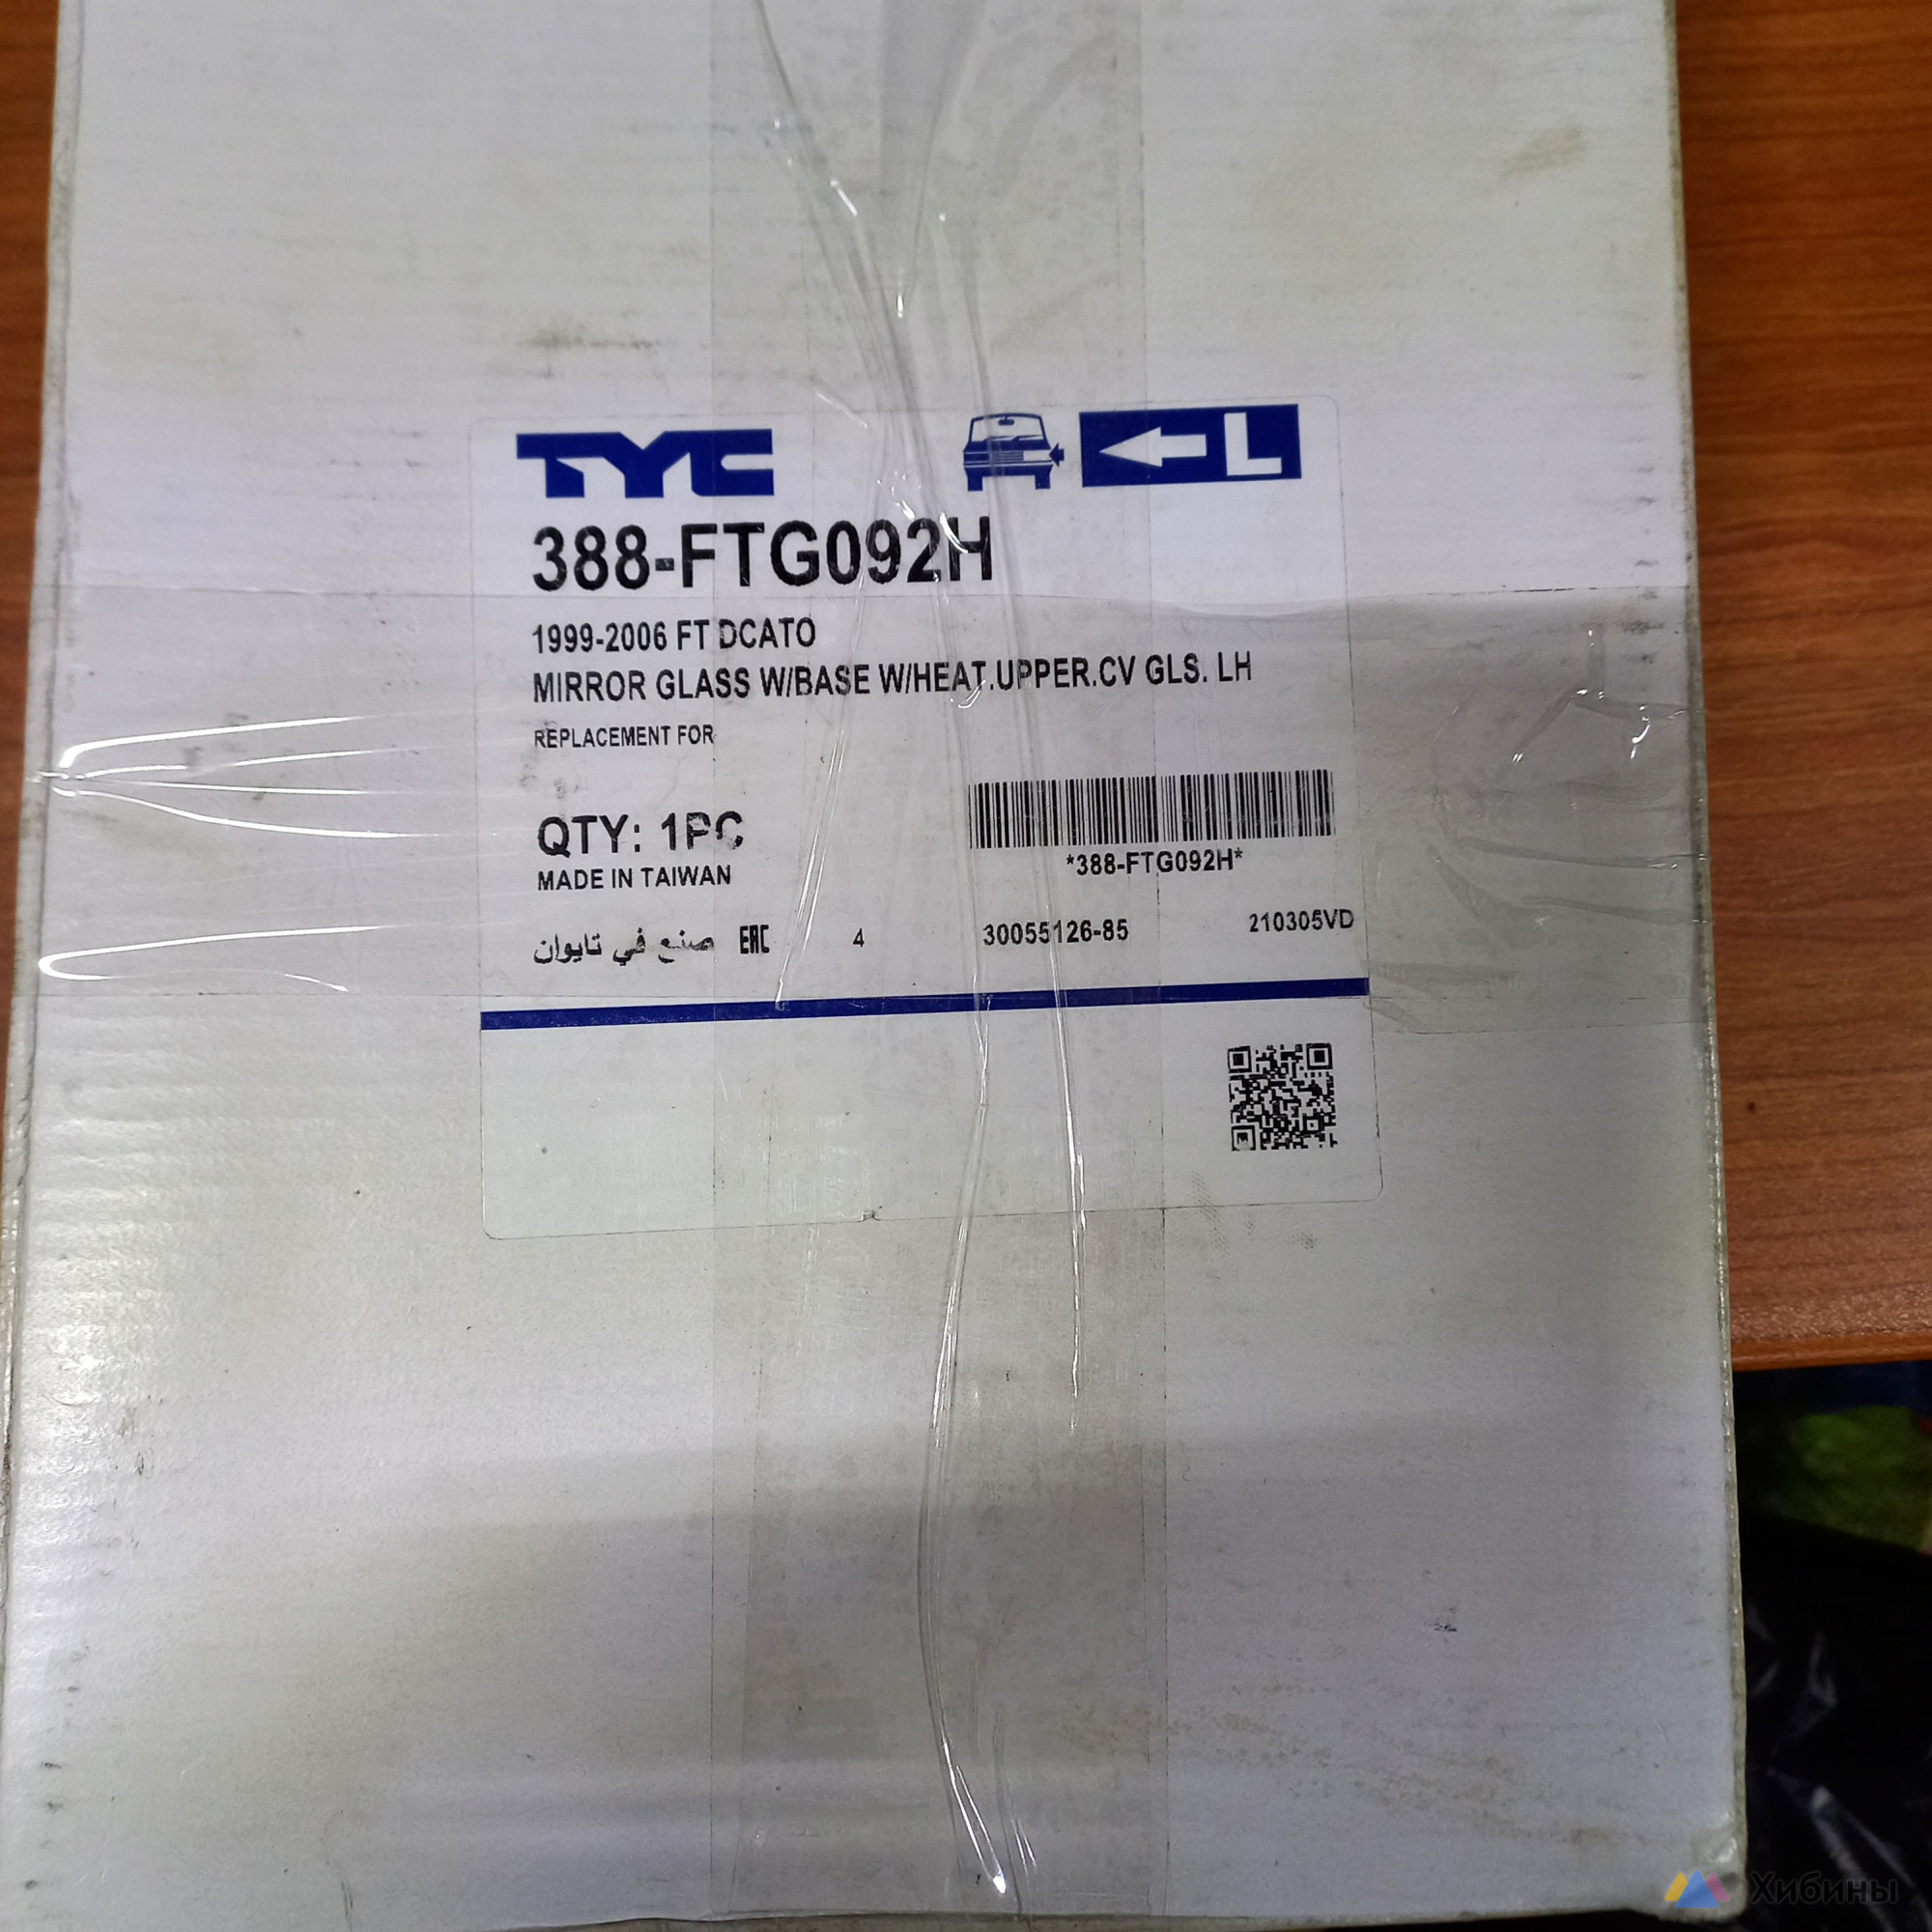 TYC
L
388-FTG092H
1999-2006 FT DCATO
MIRROR GLASS W/BASE W/HEAT.UPPER.CV GLS. LH
REPLACEMENT FOR
QTY: 1PC
*388-FTG092H*
MADE IN TAIWAN
صنع في تايوان EAC 4 30055126-85 210305VD
Хибины